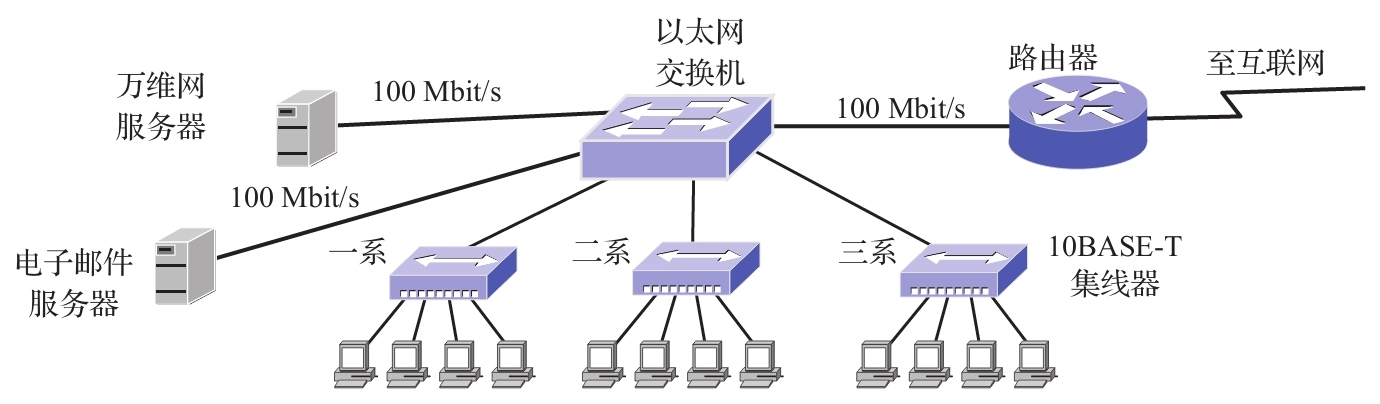 以太网
交换机
万维网
服务器
100 Mbit/s
100 Mbit/s
路由器
至互联网
100 Mbit/s
电子邮件
服务器
一系
二系
三系
10BASE-T
集线器